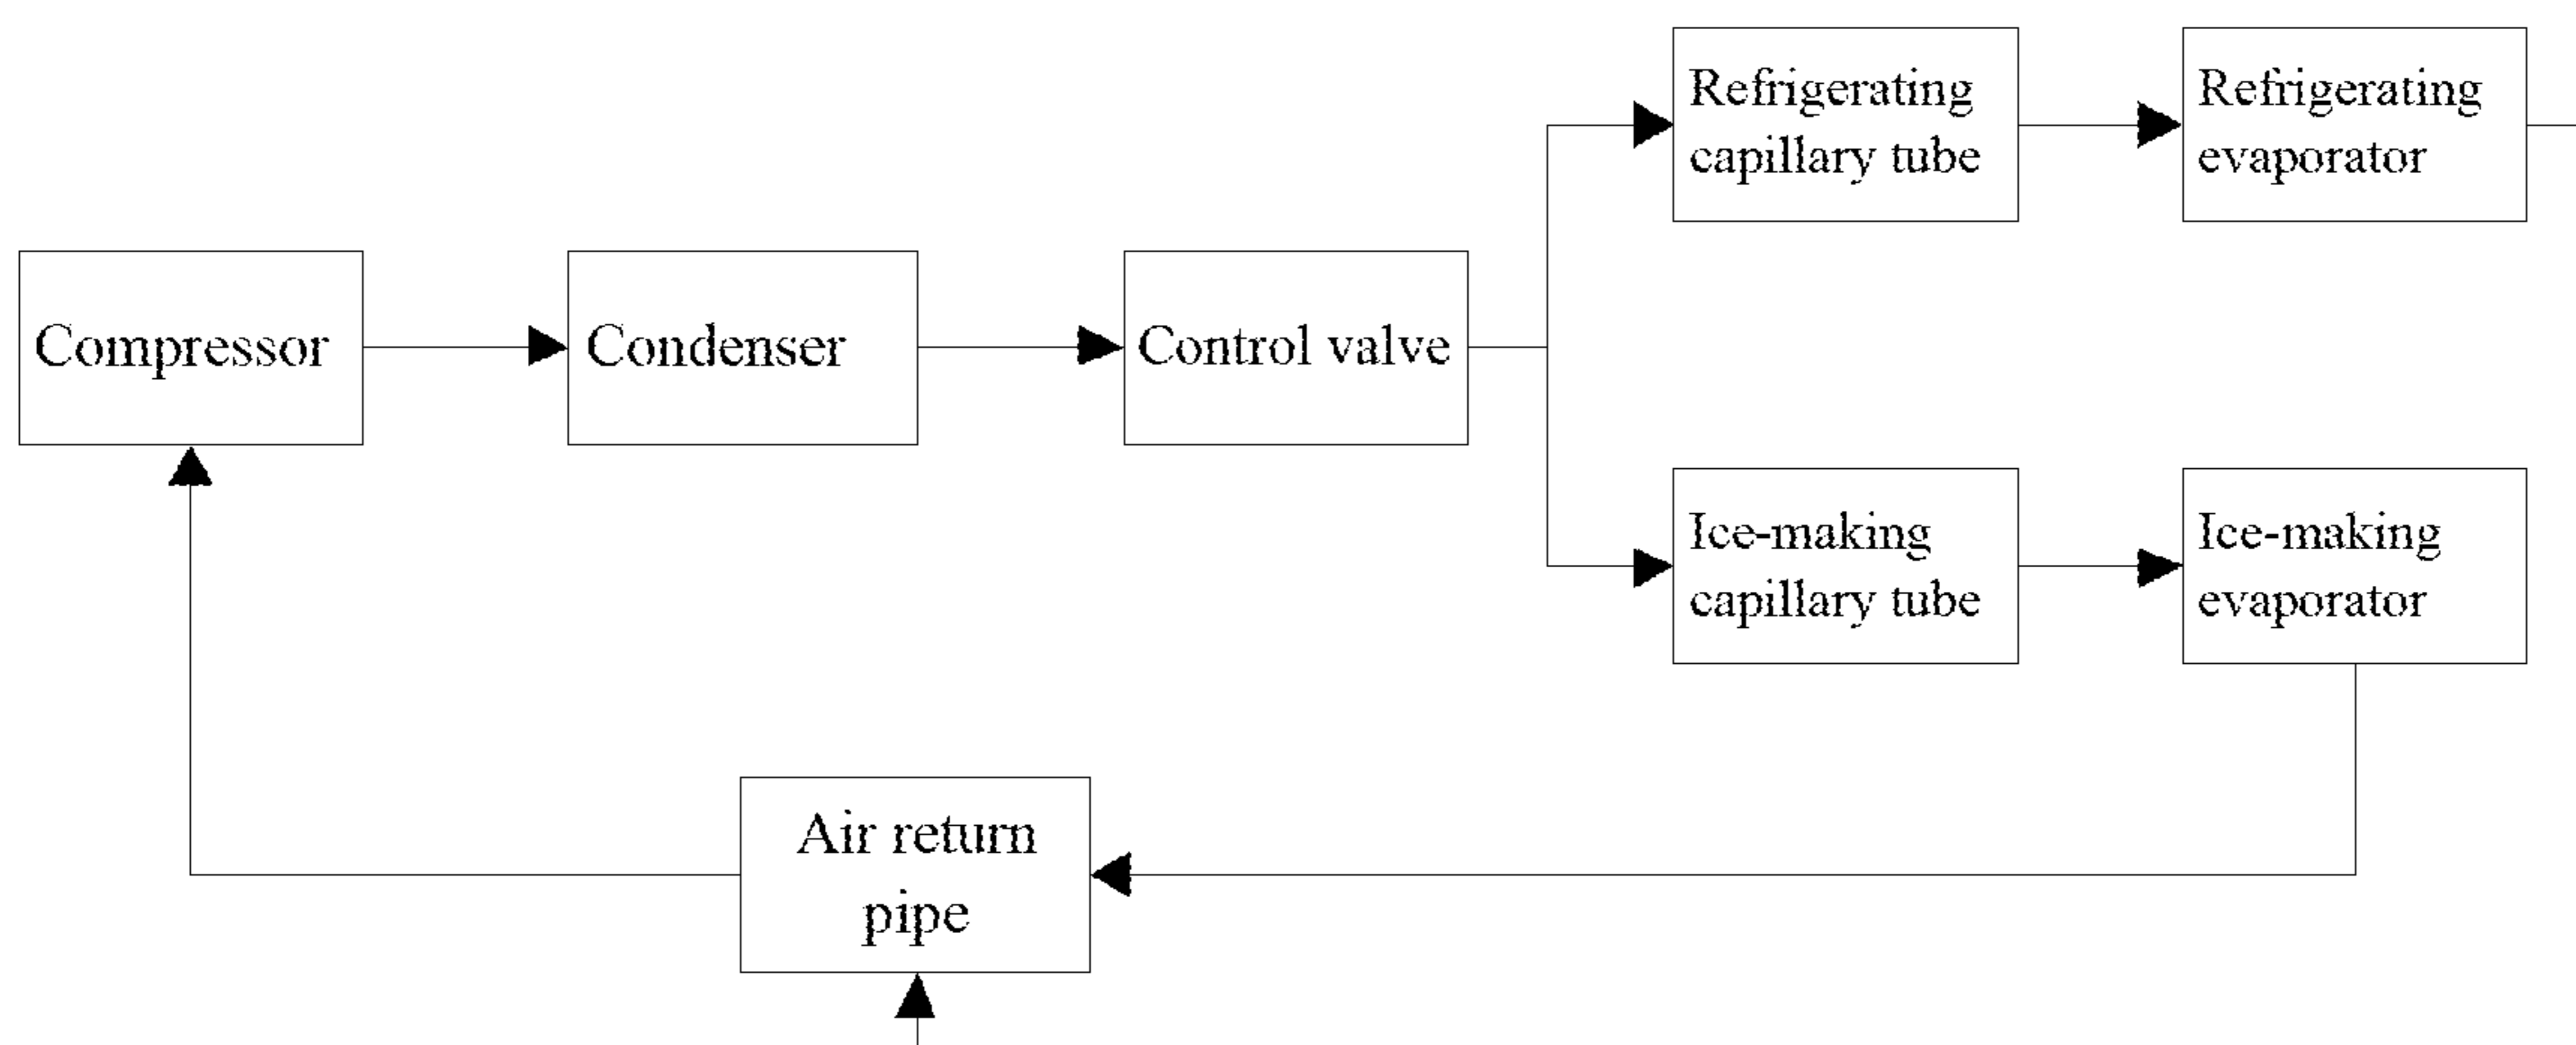 Refrigerating
capillary tube
Refrigerating
evaporator
Compressor
Condenser
Control valve
Ice-making
capillary tube
Ice-making
evaporator
Air return
pipe